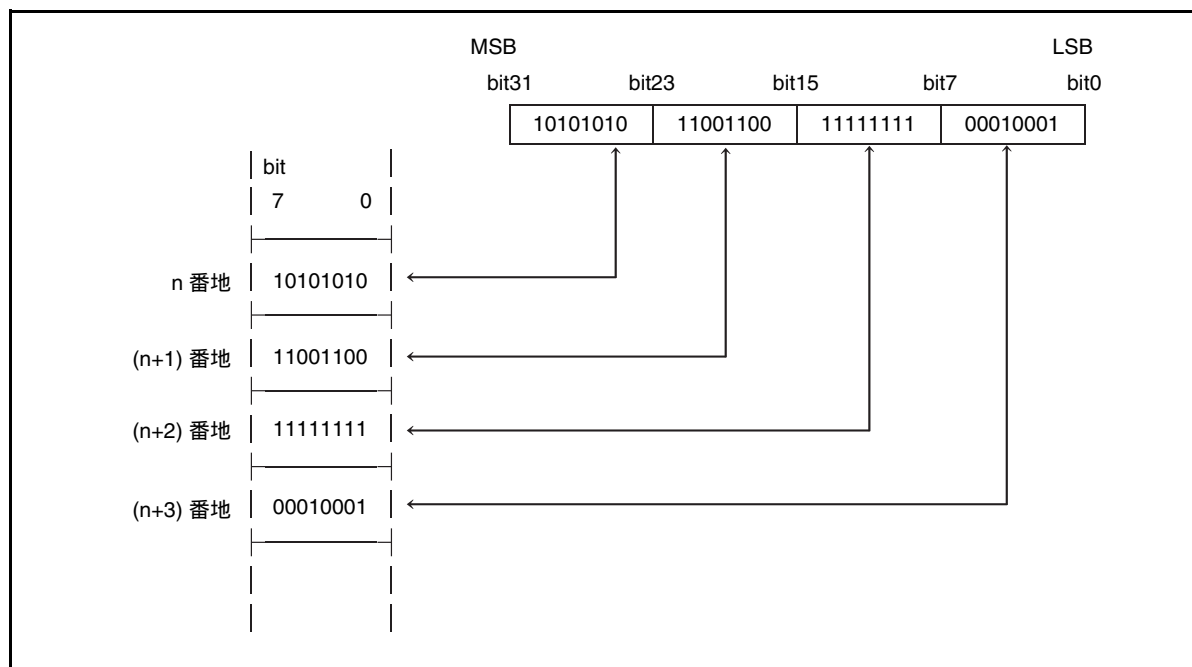 MSB LSB
bit31 bit23 bit15 bit7 bit0
10101010 11001100 11111111 00010001
bit
7 0
n 番地 10101010
(n+1) 番地 11001100
(n+2) 番地 11111111
(n+3) 番地 00010001